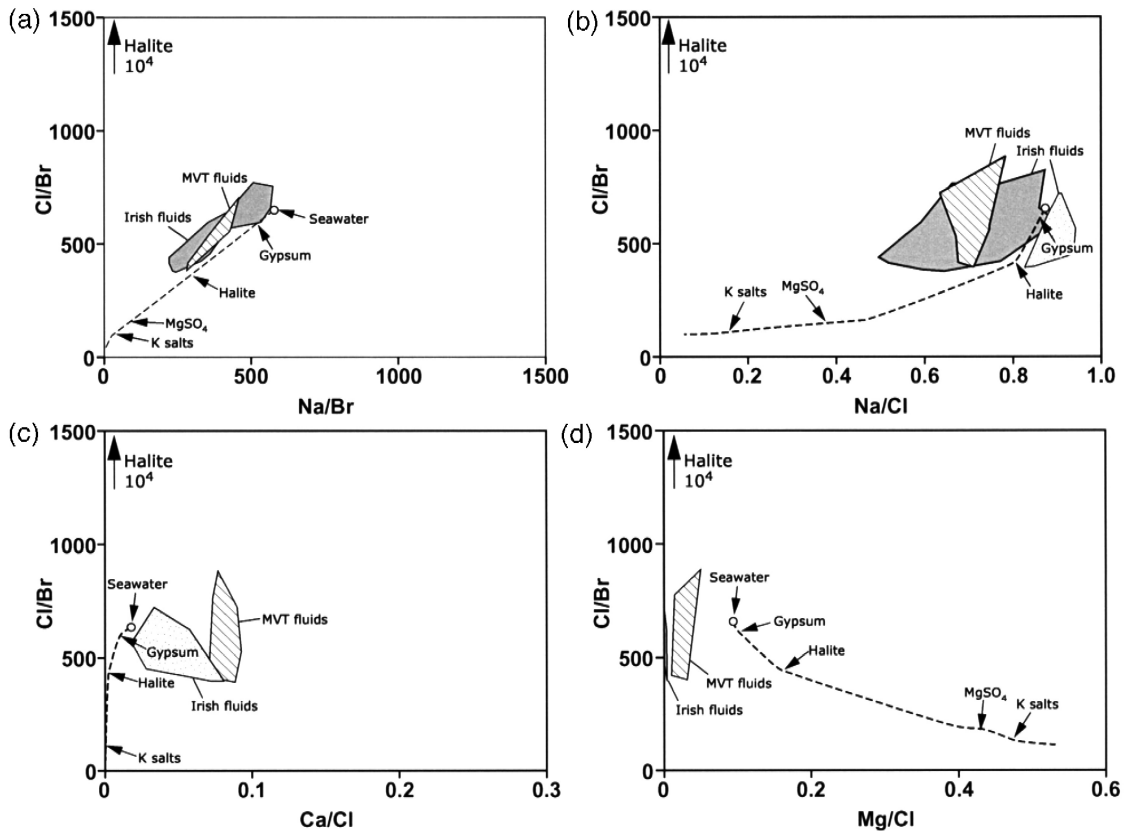 (a)
1500
Halite
10⁴
1000
Cl/Br
MVT fluids
Irish fluids
Seawater
500
Gypsum
Halite
MgSO₄
K salts
0
0
500
1000
1500
Na/Br
(b)
1500
Halite
10⁴
1000
Cl/Br
MVT fluids
Irish fluids
500
Gypsum
Halite
MgSO₄
K salts
0
0
0.2
0.4
0.6
0.8
1.0
Na/Cl
(c)
1500
Halite
10⁴
1000
Cl/Br
Seawater
MVT fluids
Gypsum
500
Halite
Irish fluids
K salts
0
0
0.1
0.2
0.3
Ca/Cl
(d)
1500
Halite
10⁴
1000
Cl/Br
Seawater
Gypsum
Halite
500
MVT fluids
Irish fluids
MgSO₄
K salts
0
0
0.2
0.4
0.6
Mg/Cl